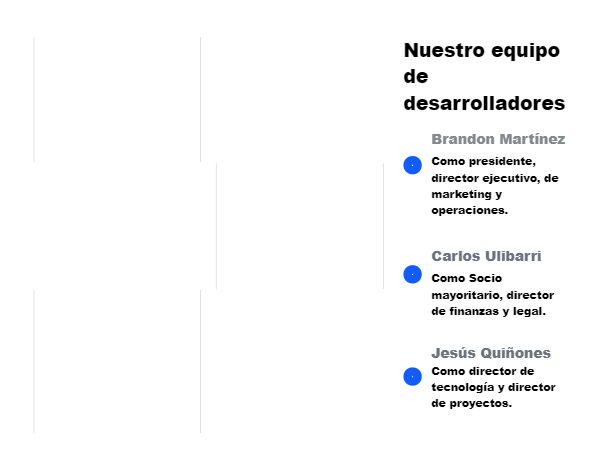 Nuestro equipo
de
desarrolladores
Brandon Martínez
Como presidente,
director ejecutivo, de
marketing y
operaciones.
Carlos Ulibarri
Como Socio
mayoritario, director
de finanzas y legal.
Jesús Quiñones
Como director de
tecnología y director
de proyectos.